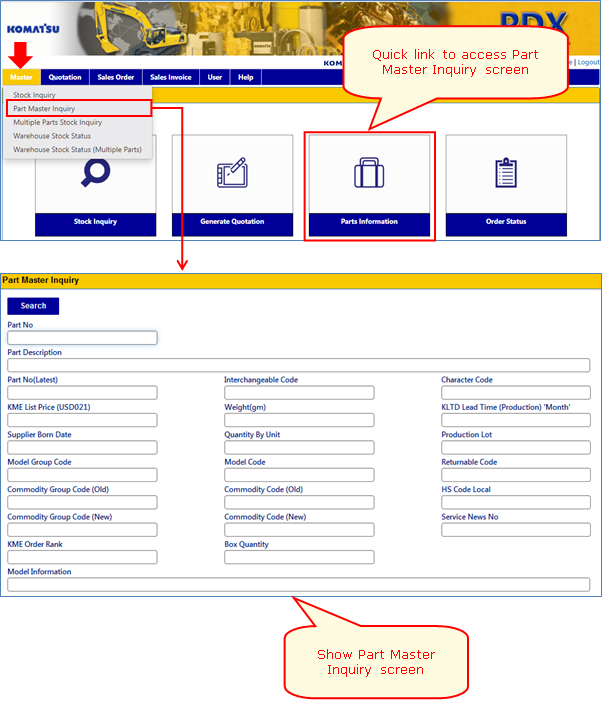 KOMATSU
PDX
KOM
e | Logout
Quick link to access Part
Master Inquiry screen
Master Quotation Sales Order Sales Invoice User Help
Stock Inquiry
Part Master Inquiry
Multiple Parts Stock Inquiry
Warehouse Stock Status
Warehouse Stock Status (Multiple Parts)
Stock Inquiry Generate Quotation Parts Information Order Status
Part Master Inquiry
Search
Part No
Part Description
Part No(Latest) Interchangeable Code Character Code
KME List Price (USD021) Weight(gm) KLTD Lead Time (Production) 'Month'
Supplier Born Date Quantity By Unit Production Lot
Model Group Code Model Code Returnable Code
Commodity Group Code (Old) Commodity Code (Old) HS Code Local
Commodity Group Code (New) Commodity Code (New) Service News No
KME Order Rank Box Quantity
Model Information
Show Part Master
Inquiry screen